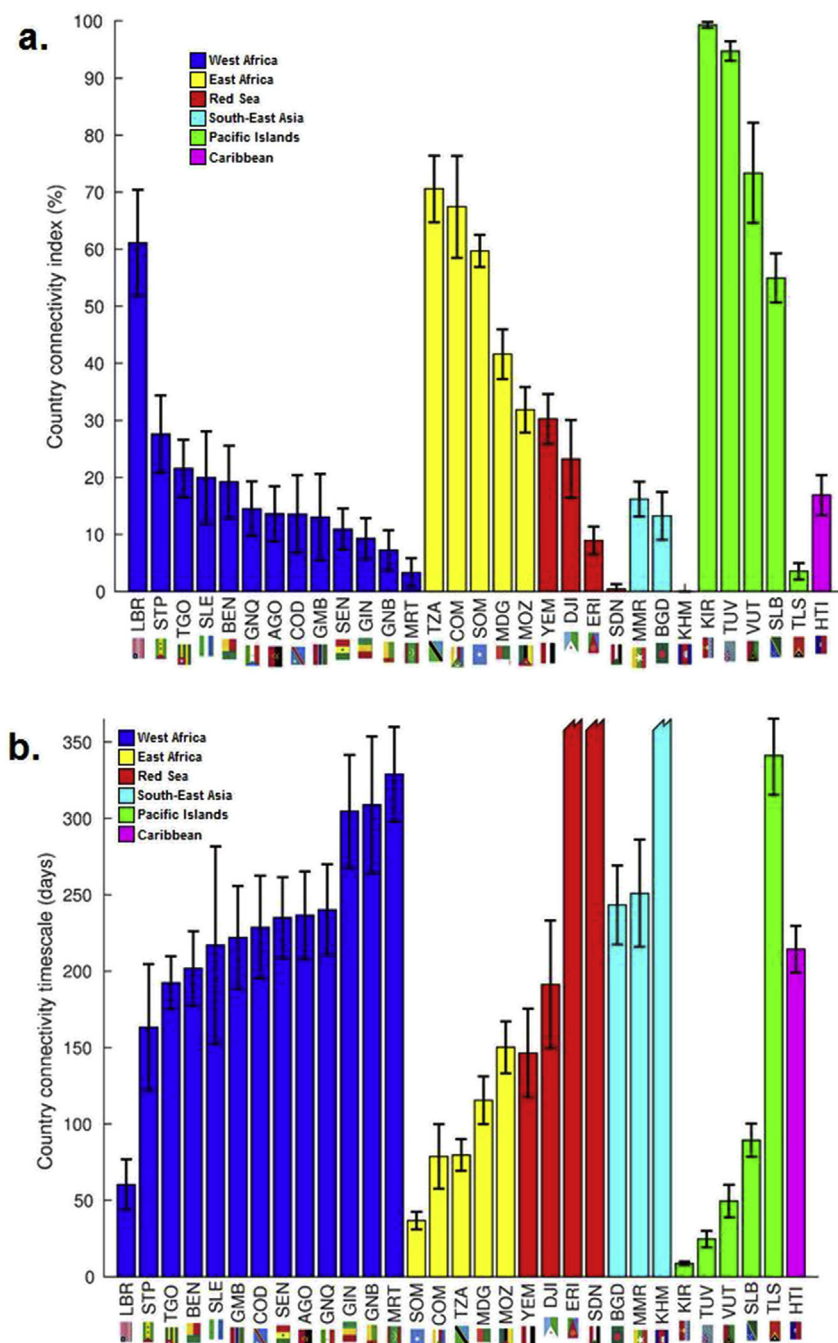 a.
100
90
80
70
60
50
40
30
20
10
0
Country connectivity index (%)
West Africa
East Africa
Red Sea
South-East Asia
Pacific Islands
Caribbean
LBR STP TGO SLE BEN GNQ AGO COD GMB SEN GIN GNB MRT TZA COM SOM MDG MOZ YEM DJI ERI SDN MMR BGD KHM KIR TUV VUT SLB TLS HTI
b.
350
300
250
200
150
100
50
0
Country connectivity timescale (days)
West Africa
East Africa
Red Sea
South-East Asia
Pacific Islands
Caribbean
LBR STP TGO BEN SLE GMB COD SEN AGO GNQ GIN GNB MRT SOM COM TZA MDG MOZ YEM DJI ERI SDN BGD MMR KHM KIR TUV VUT SLB TLS HTI